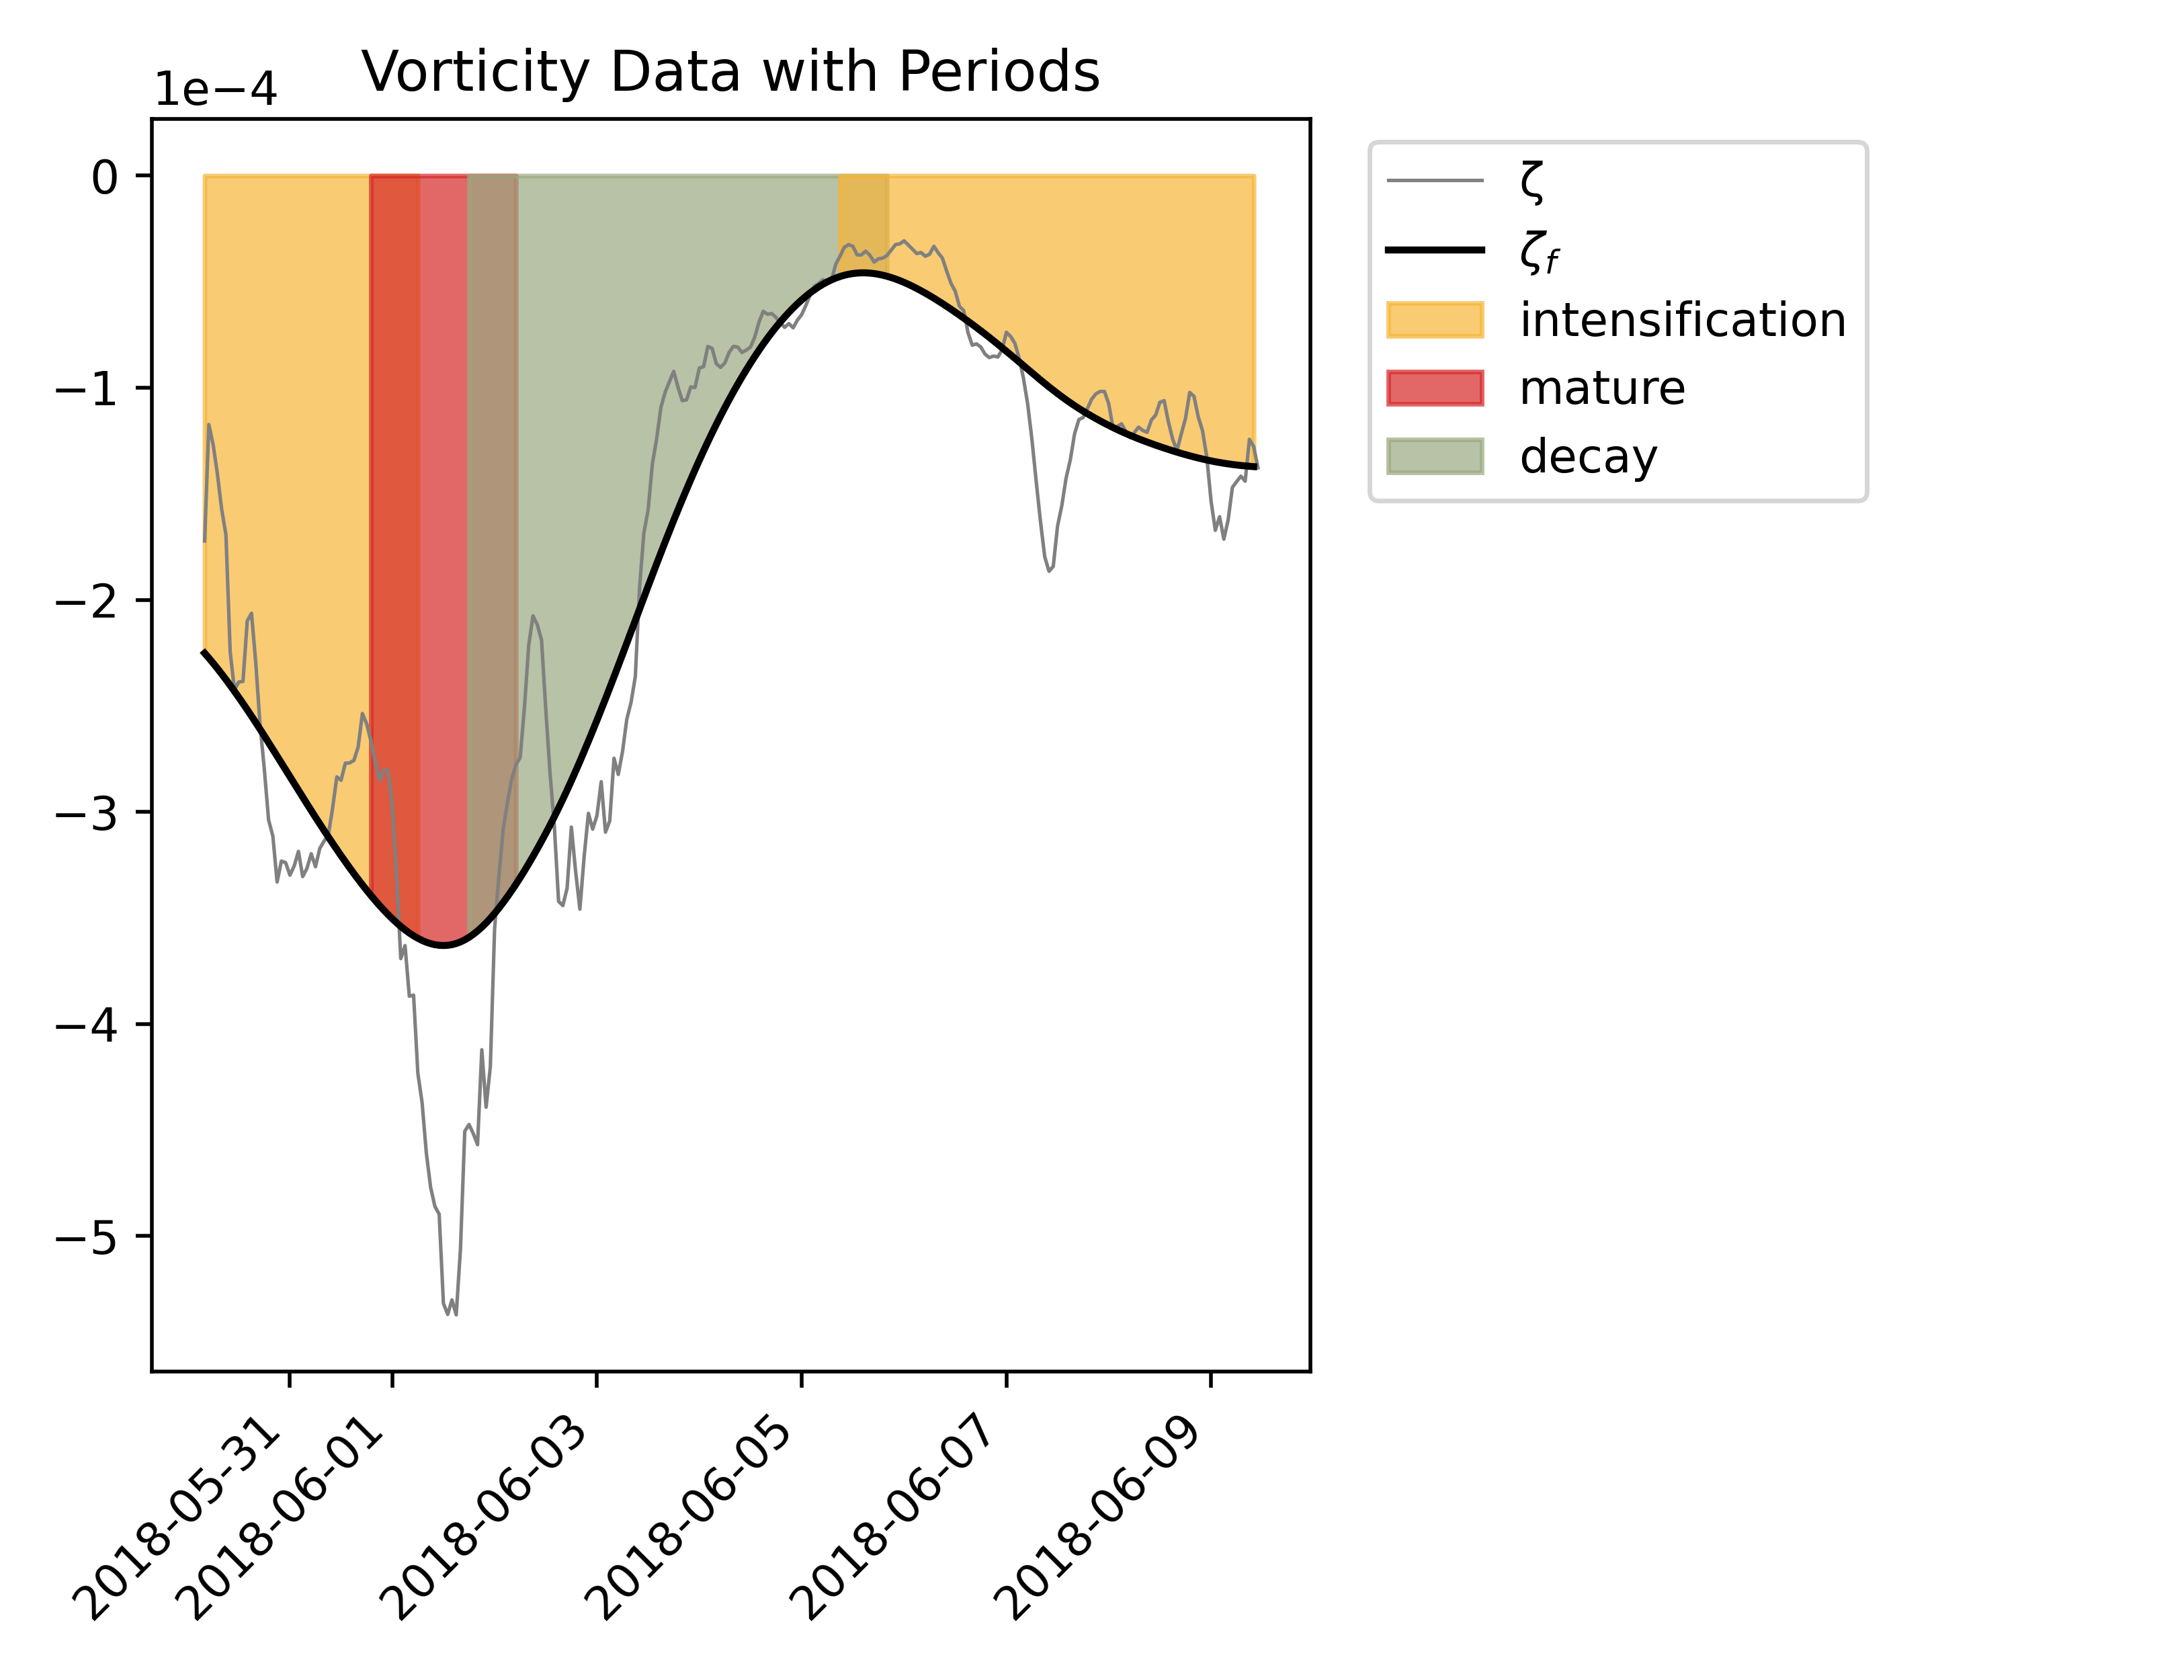 Vorticity Data with Periods
1e−4
0
−1
−2
−3
−4
−5
2018-05-31
2018-06-01
2018-06-03
2018-06-05
2018-06-07
2018-06-09
ζ
ζf
intensification
mature
decay